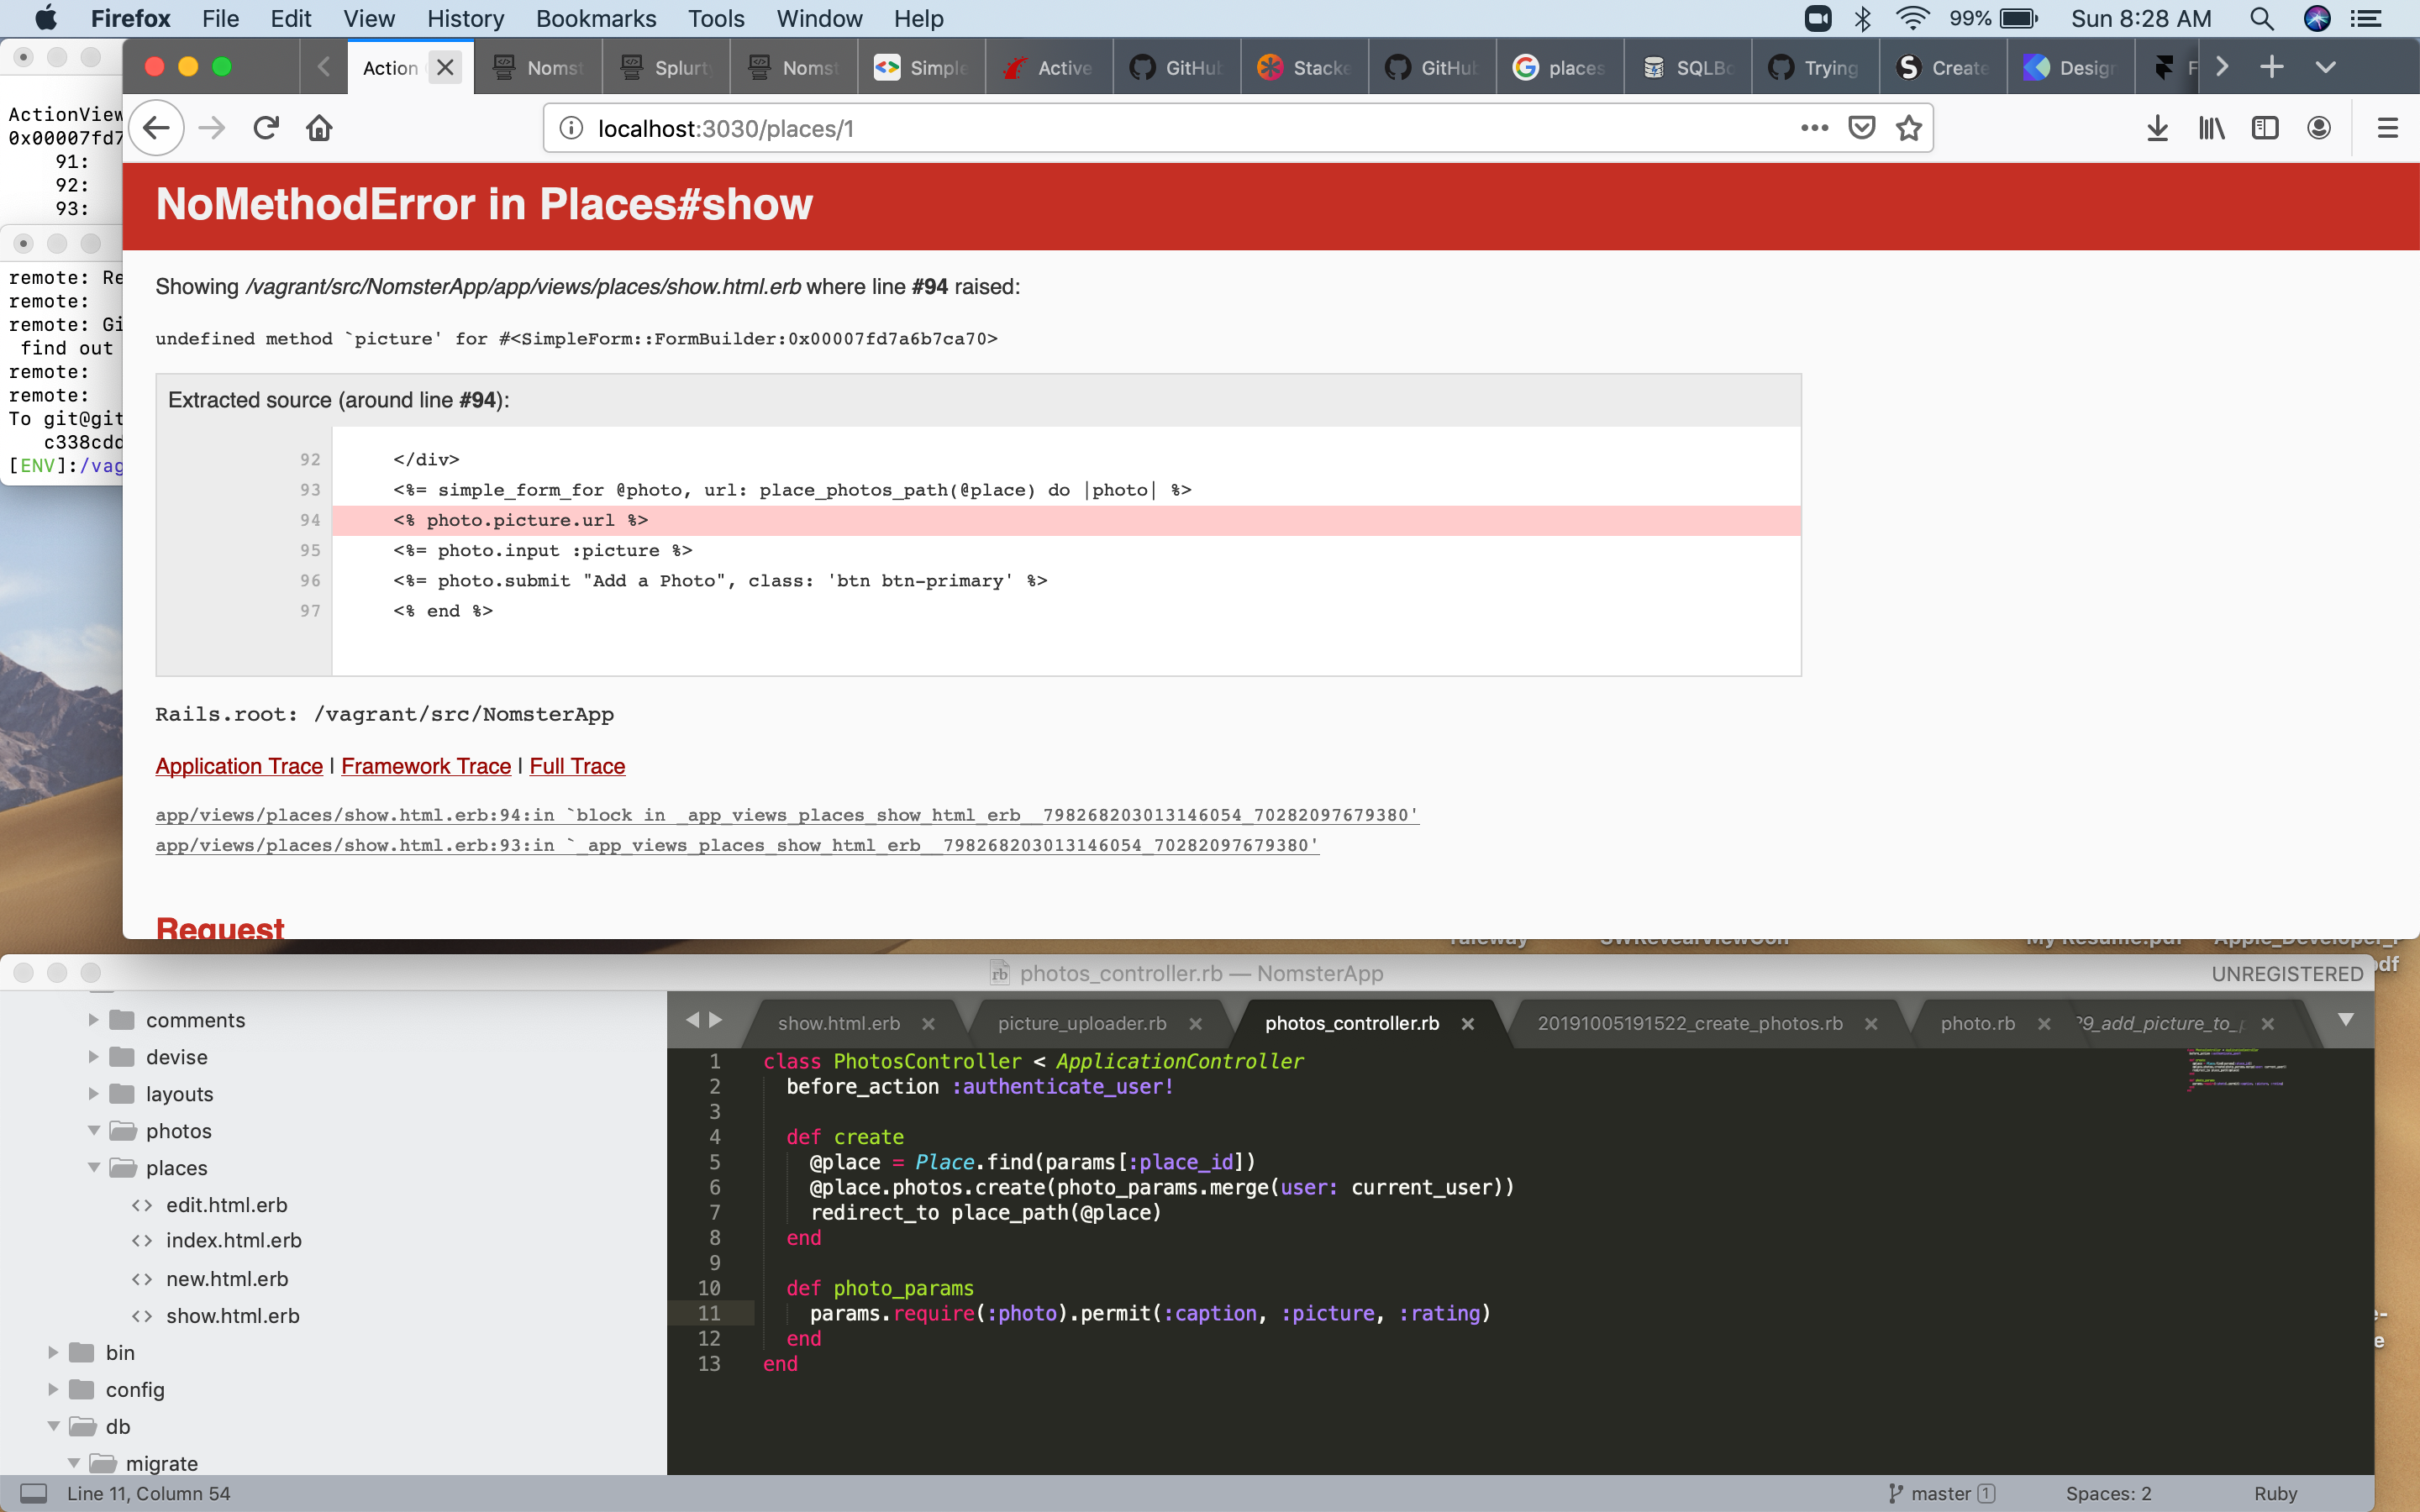 Firefox File Edit View History Bookmarks Tools Window Help 99% Sun 8:28 AM
Action Nomst Splurty Nomst Simple Active GitHub Stacke GitHub places SQLBo Trying Create Design F
ActionView
0x00007fd7
91:
92:
93:
localhost:3030/places/1
NoMethodError in Places#show
remote: Re
remote:
remote: Gi
find out
remote:
remote:
To git@git
c338cdd
[ENV]:/vag
Showing /vagrant/src/NomsterApp/app/views/places/show.html.erb where line #94 raised:
undefined method `picture' for #<SimpleForm::FormBuilder:0x00007fd7a6b7ca70>
Extracted source (around line #94):
92 </div>
93 <%= simple_form_for @photo, url: place_photos_path(@place) do |photo| %>
94 <% photo.picture.url %>
95 <%= photo.input :picture %>
96 <%= photo.submit "Add a Photo", class: 'btn btn-primary' %>
97 <% end %>
Rails.root: /vagrant/src/NomsterApp
Application Trace | Framework Trace | Full Trace
app/views/places/show.html.erb:94:in `block in _app_views_places_show_html_erb__798268203013146054_70282097679380'
app/views/places/show.html.erb:93:in `_app_views_places_show_html_erb__798268203013146054_70282097679380'
Request
photos_controller.rb — NomsterApp
UNREGISTERED
comments
devise
layouts
photos
places
edit.html.erb
index.html.erb
new.html.erb
show.html.erb
bin
config
db
migrate
show.html.erb picture_uploader.rb photos_controller.rb 20191005191522_create_photos.rb photo.rb 9_add_picture_to_p
1 class PhotosController < ApplicationController
2 before_action :authenticate_user!
3
4 def create
5 @place = Place.find(params[:place_id])
6 @place.photos.create(photo_params.merge(user: current_user))
7 redirect_to place_path(@place)
8 end
9
10 def photo_params
11 params.require(:photo).permit(:caption, :picture, :rating)
12 end
13 end
Line 11, Column 54
master 1
Spaces: 2
Ruby